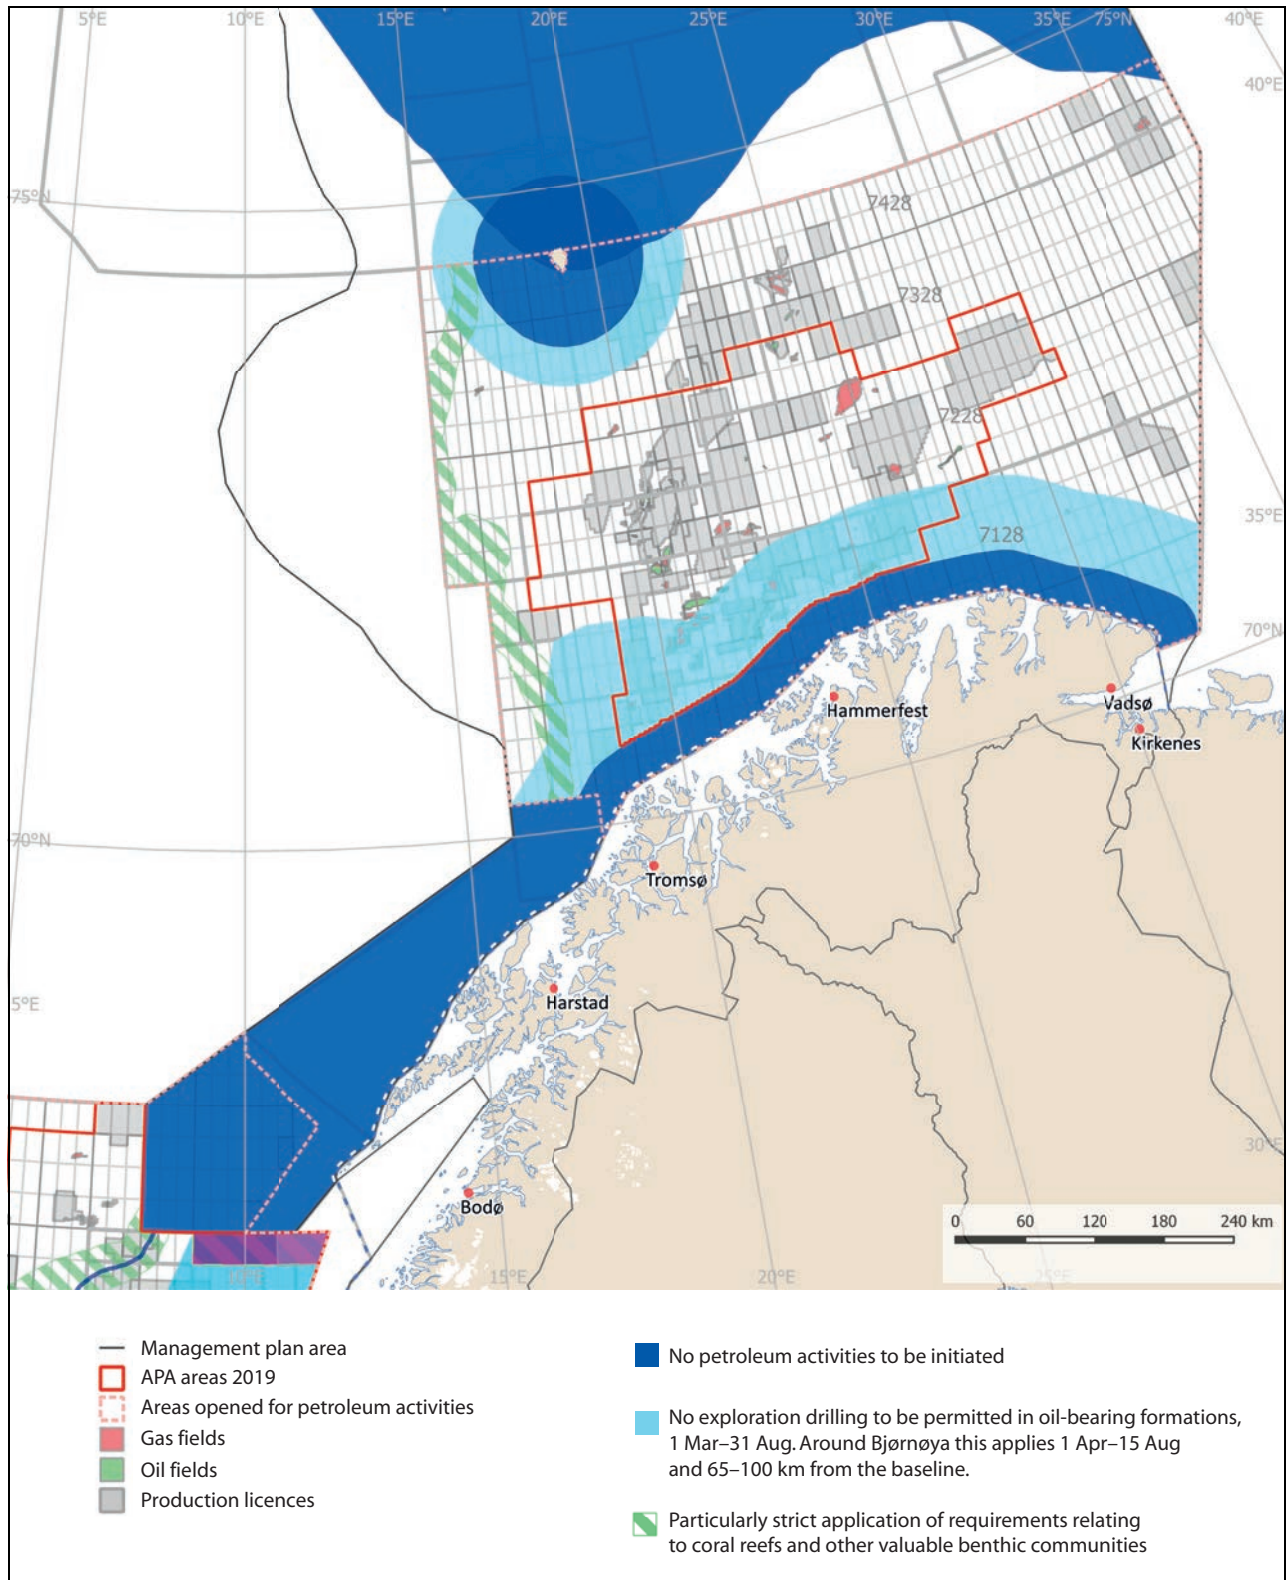 5°E 10°E 15°E 20°E 25°E 30°E 35°E 75°N 40°E
40°E
75°N
7428
7328
7228
35°E
7128
70°N
Hammerfest
Vadsø
Kirkenes
70°N
Tromsø
5°E
Harstad
30°E
Bodø
0 60 120 180 240 km
10°E 15°E 20°E 25°E
Management plan area
APA areas 2019
Areas opened for petroleum activities
Gas fields
Oil fields
Production licences
No petroleum activities to be initiated
No exploration drilling to be permitted in oil-bearing formations,
1 Mar–31 Aug. Around Bjørnøya this applies 1 Apr–15 Aug
and 65–100 km from the baseline.
Particularly strict application of requirements relating
to coral reefs and other valuable benthic communities